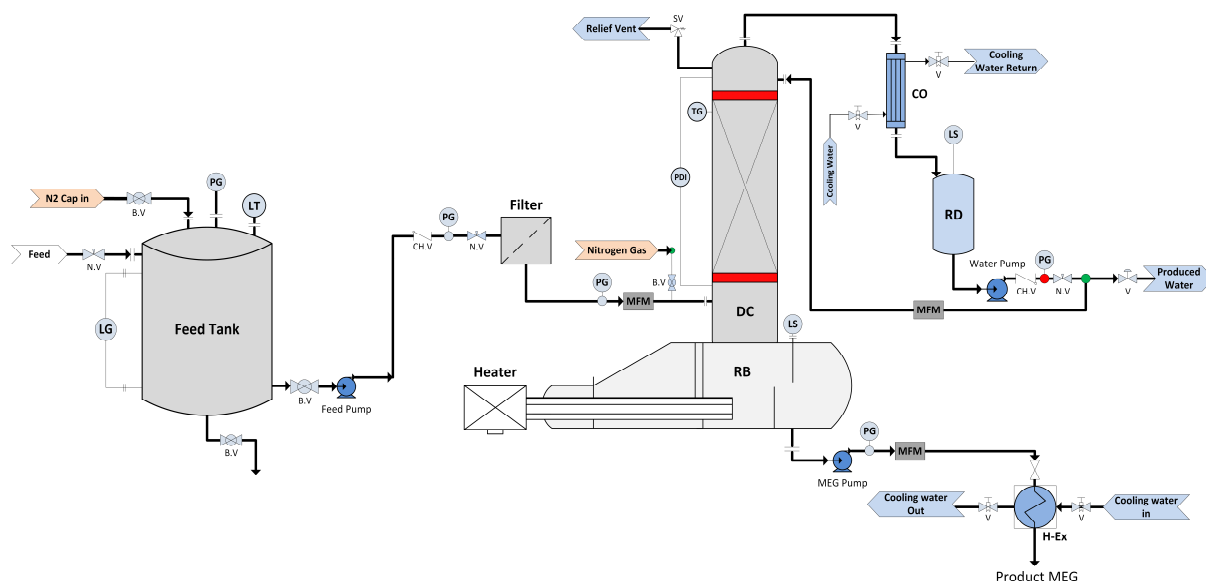 Relief Vent
SV
Cooling
Water Return
V
CO
TG
V
LS
Cooling Water
PDI
N2 Cap in
B.V
PG
LT
RD
Filter
PG
Feed
N.V
CH.V
N.V
Nitrogen Gas
B.V
Water Pump
PG
CH.V
N.V
V
Produced
Water
PG
MFM
MFM
DC
LG
Feed Tank
LS
RB
Heater
B.V
Feed Pump
B.V
PG
MFM
MEG Pump
Cooling water
Out
V
V
Cooling water
in
H-Ex
Product MEG